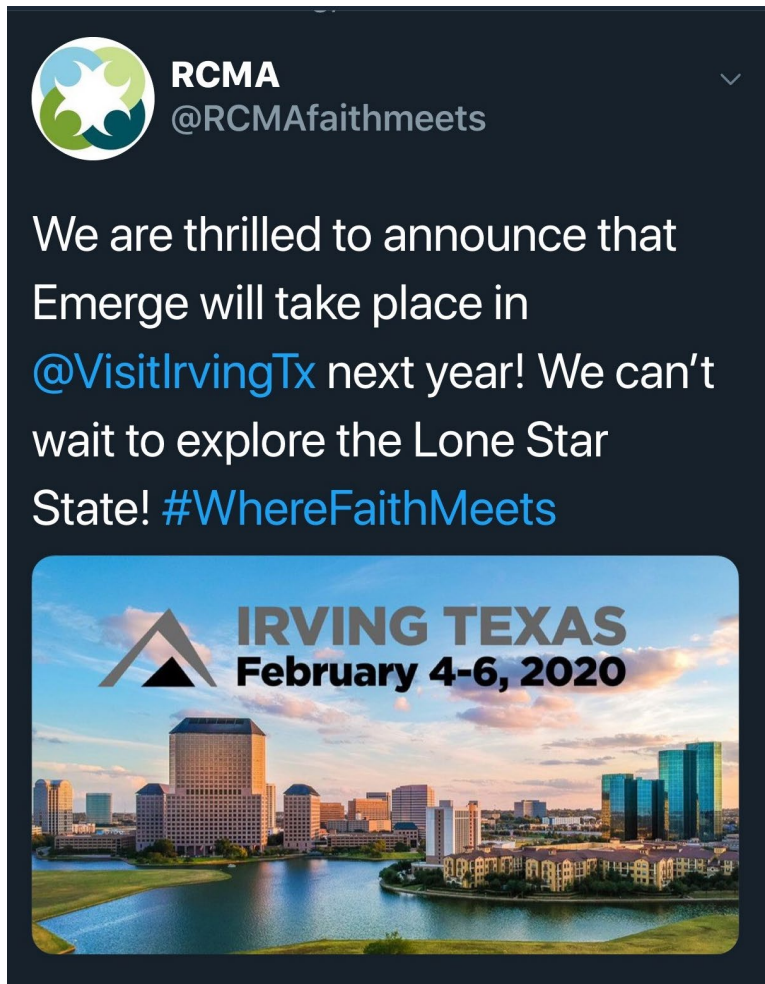 RCMA
@RCMAfaithmeets
We are thrilled to announce that
Emerge will take place in
@VisitIrvingTx next year! We can't
wait to explore the Lone Star
State! #WhereFaithMeets
IRVING TEXAS
February 4-6, 2020